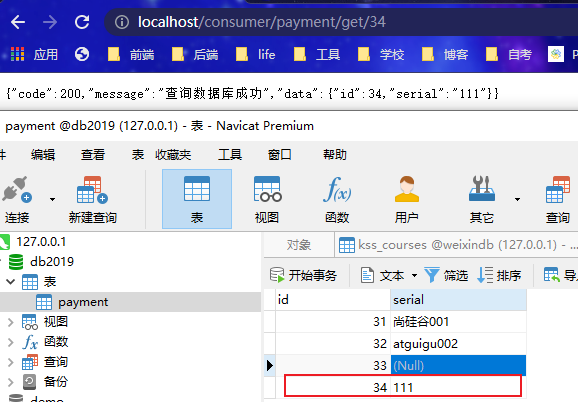 localhost/consumer/payment/get/34
应用 前端 后端 life 工具 学校 博客 自考
{"code":200,"message":"查询数据库成功","data":{"id":34,"serial":"111"}}
payment @db2019 (127.0.0.1) - 表 - Navicat Premium
编辑 查看 表 收藏夹 工具 窗口 帮助
连接 新建查询 表 视图 f(x) 函数 用户 其它 查询
127.0.0.1
db2019
表
payment
视图
函数
查询
备份
对象 kss_courses @weixindb (127.0.0.1) - ...
开始事务 文本 筛选 排序
id serial
31 尚硅谷001
32 atguigu002
33 (Null)
34 111